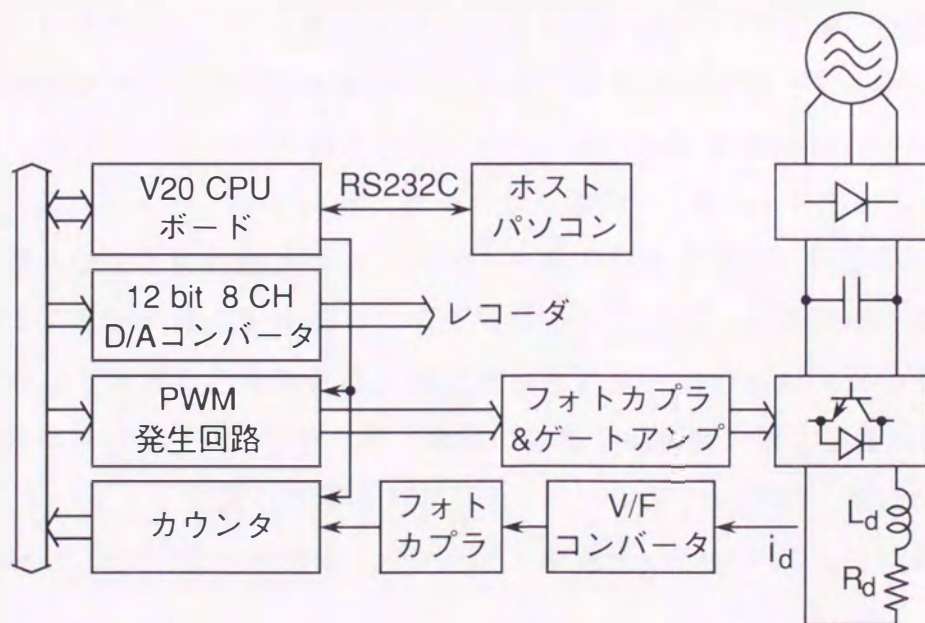 V20 CPU
ボード
RS232C
ホスト
パソコン
12 bit 8 CH
D/Aコンバータ
レコーダ
PWM
発生回路
フォトカプラ
&ゲートアンプ
カウンタ
フォト
カプラ
V/F
コンバータ
id
Ld
Rd